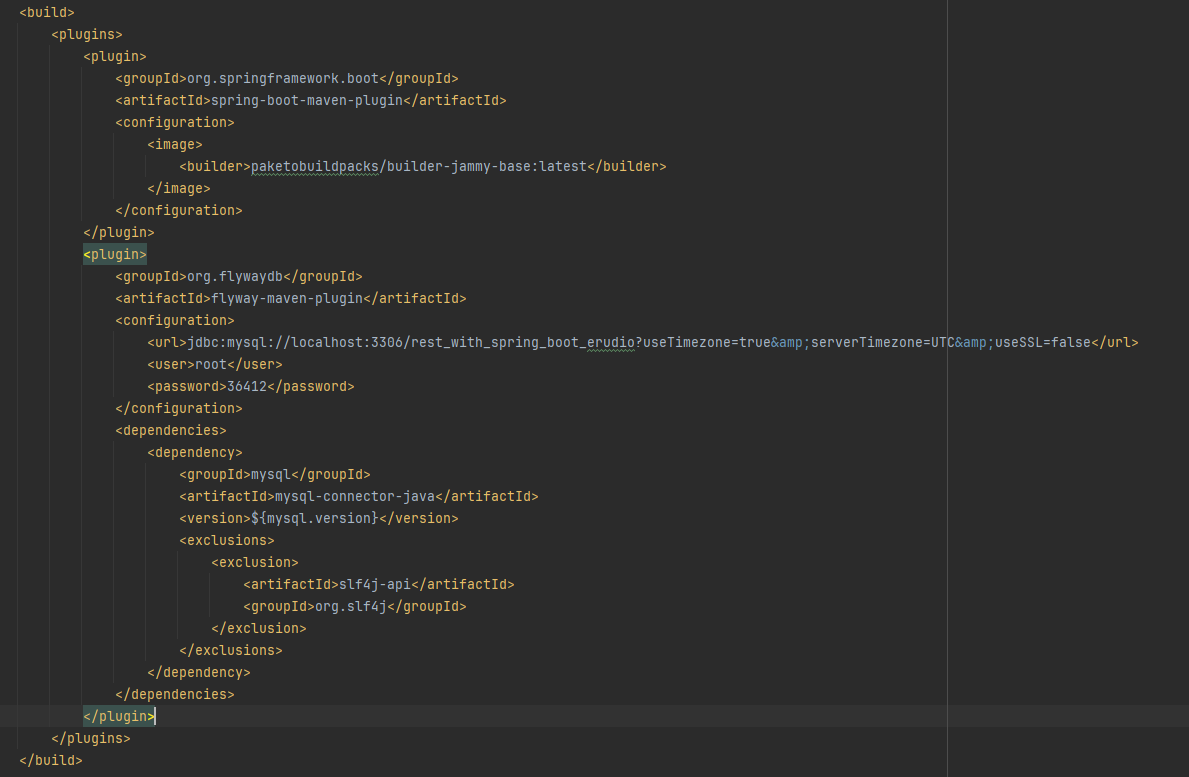 <build>
<plugins>
<plugin>
<groupId>org.springframework.boot</groupId>
<artifactId>spring-boot-maven-plugin</artifactId>
<configuration>
<image>
<builder>paketobuildpacks/builder-jammy-base:latest</builder>
</image>
</configuration>
</plugin>
<plugin>
<groupId>org.flywaydb</groupId>
<artifactId>flyway-maven-plugin</artifactId>
<configuration>
<url>jdbc:mysql://localhost:3306/rest_with_spring_boot_erudio?useTimezone=true&amp;serverTimezone=UTC&amp;useSSL=false</url>
<user>root</user>
<password>36412</password>
</configuration>
<dependencies>
<dependency>
<groupId>mysql</groupId>
<artifactId>mysql-connector-java</artifactId>
<version>${mysql.version}</version>
<exclusions>
<exclusion>
<artifactId>slf4j-api</artifactId>
<groupId>org.slf4j</groupId>
</exclusion>
</exclusions>
</dependency>
</dependencies>
</plugin>
</plugins>
</build>